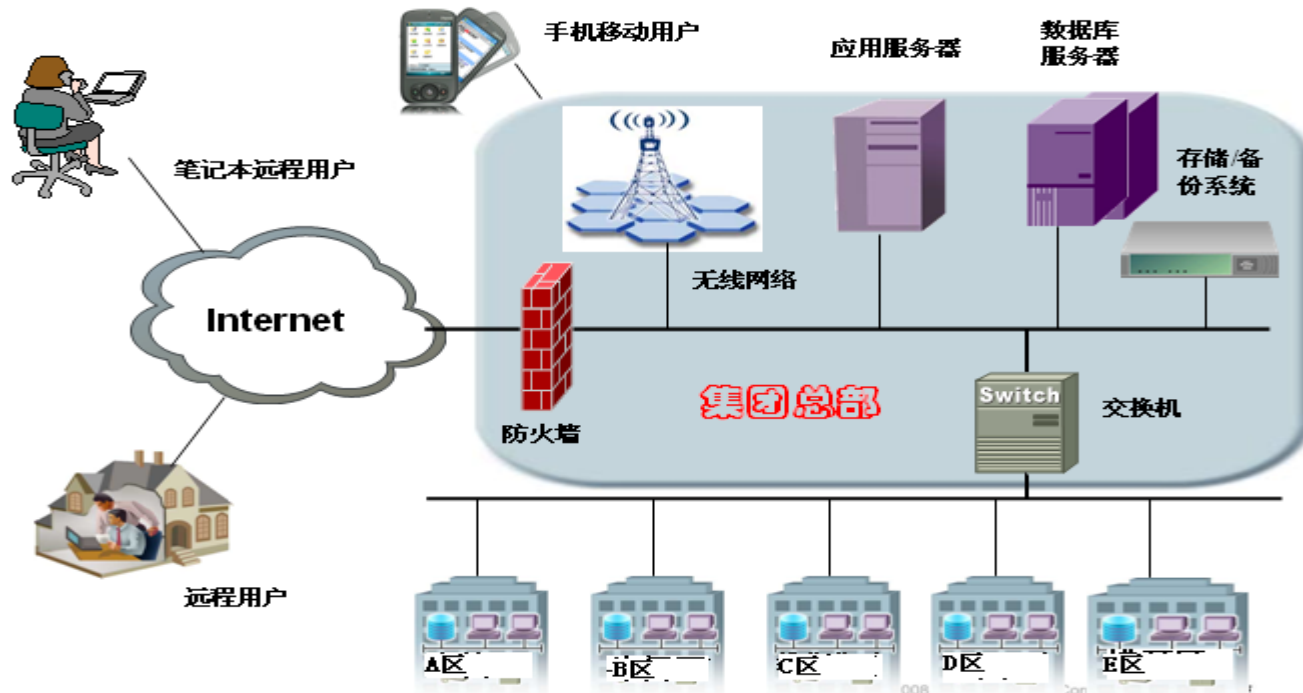 手机移动用户
应用服务器
数据库
服务器
笔记本远程用户
存储/备
份系统
无线网络
Internet
集团总部
Switch
交换机
防火墙
远程用户
A区
B区
C区
D区
E区
008
Con